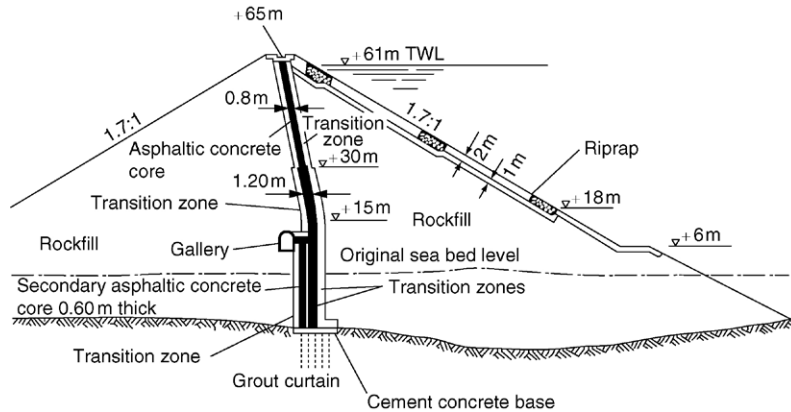 +65m
+61m TWL
0.8m
1.7:1
1.7:1
Transition
zone
Asphaltic concrete
core
2m
1m
Riprap
+30m
1.20m
+18m
Transition zone
+15m
Rockfill
+6m
Rockfill
Gallery
Original sea bed level
Secondary asphaltic concrete
core 0.60m thick
Transition zones
Transition zone
Grout curtain
Cement concrete base